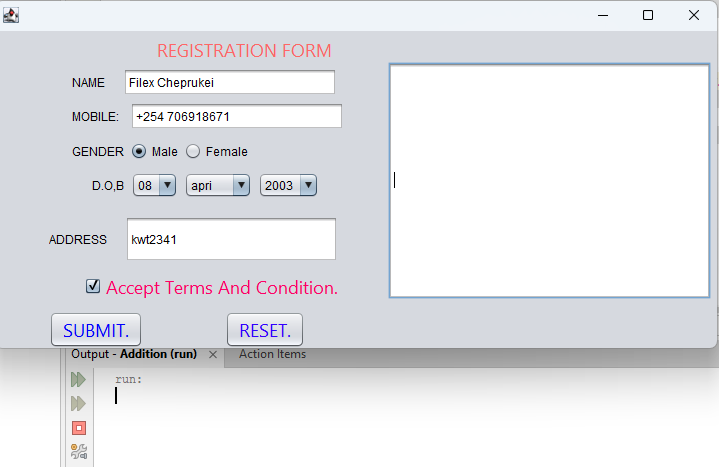 REGISTRATION FORM
NAME Filex Cheprukei
MOBILE: +254 706918671
GENDER Male Female
D.O,B 08 apri 2003
ADDRESS kwt2341
Accept Terms And Condition.
SUBMIT. RESET.
Output - Addition (run) × Action Items
run: